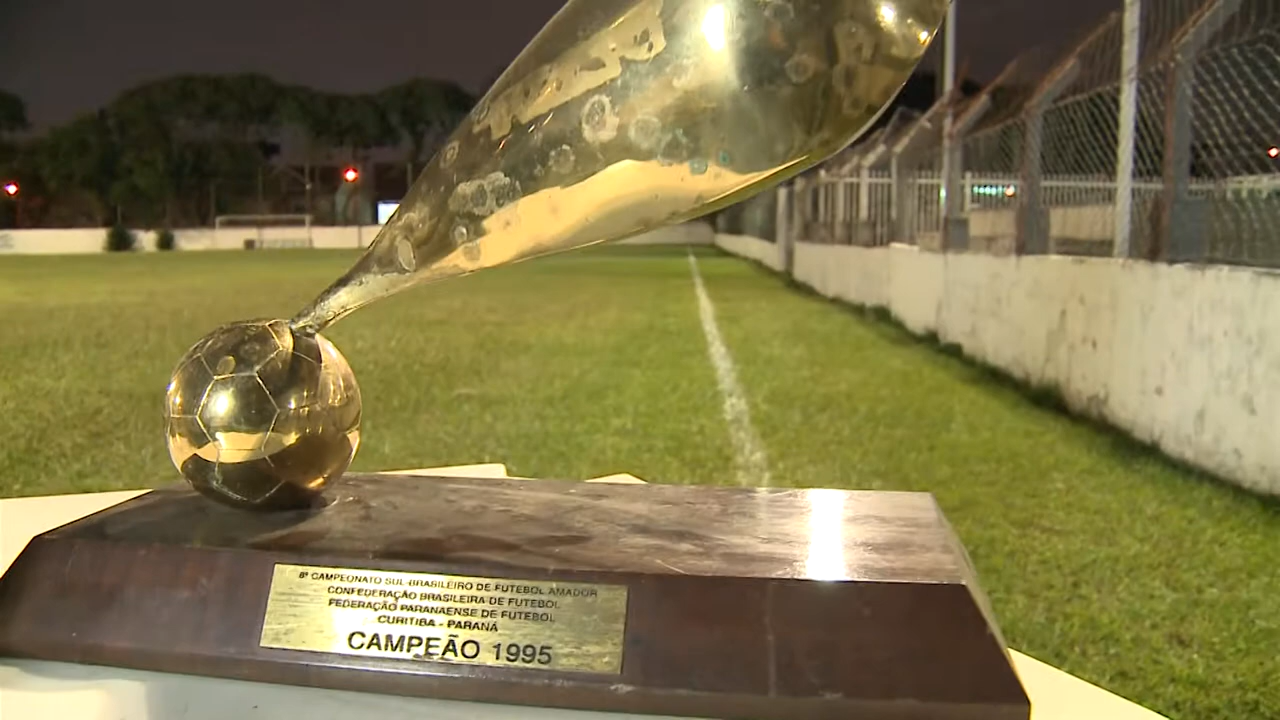 8º CAMPEONATO SUL-BRASILEIRO DE FUTEBOL AMADOR
CONFEDERAÇÃO BRASILEIRA DE FUTEBOL
FEDERAÇÃO PARANAENSE DE FUTEBOL
CURITIBA - PARANÁ
CAMPEÃO 1995